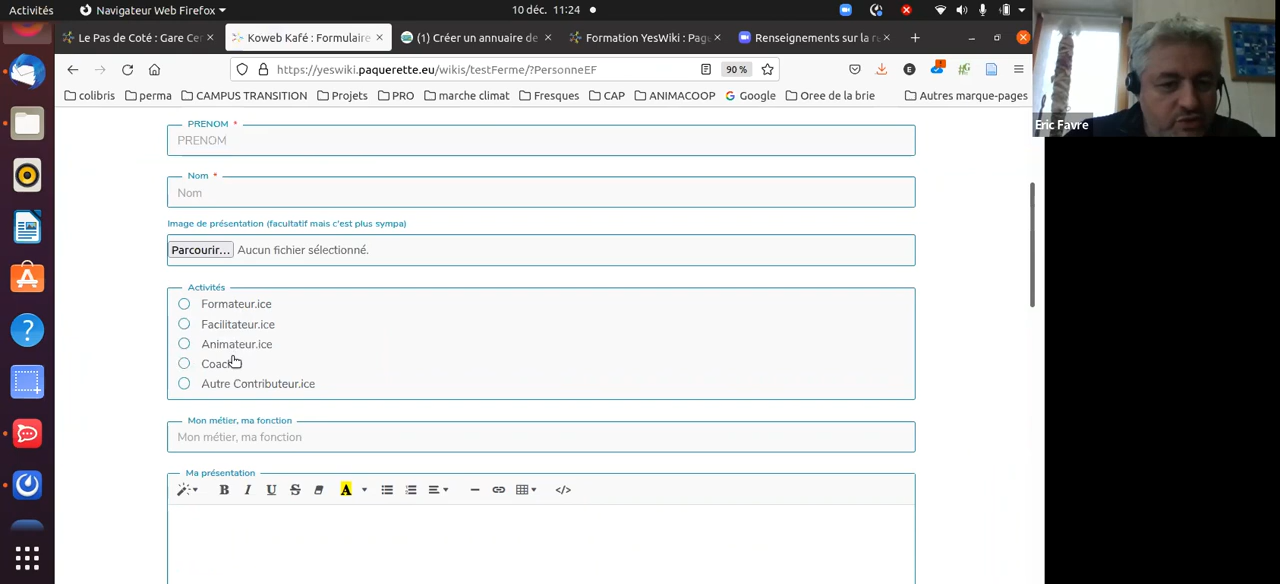 Activités
Navigateur Web Firefox
10 déc. 11:24
Le Pas de Coté : Gare Cer
Koweb Kafé : Formulaire
(1) Créer un annuaire de
Formation YesWiki : Pag
Renseignements sur la r
https://yeswiki.paquerette.eu/wikis/testFerme/?PersonneEF
90 %
colibris
perma
CAMPUS TRANSITION
Projets
PRO
marche climat
Fresques
CAP
ANIMACOOP
Google
Oree de la brie
Autres marque-pages
Eric Favre
PRENOM *
PRENOM
Nom *
Nom
Image de présentation (facultatif mais c'est plus sympa)
Parcourir... Aucun fichier sélectionné.
Activités
Formateur.ice
Facilitateur.ice
Animateur.ice
Coach
Autre Contributeur.ice
Mon métier, ma fonction
Mon métier, ma fonction
Ma présentation
B I U S A </>